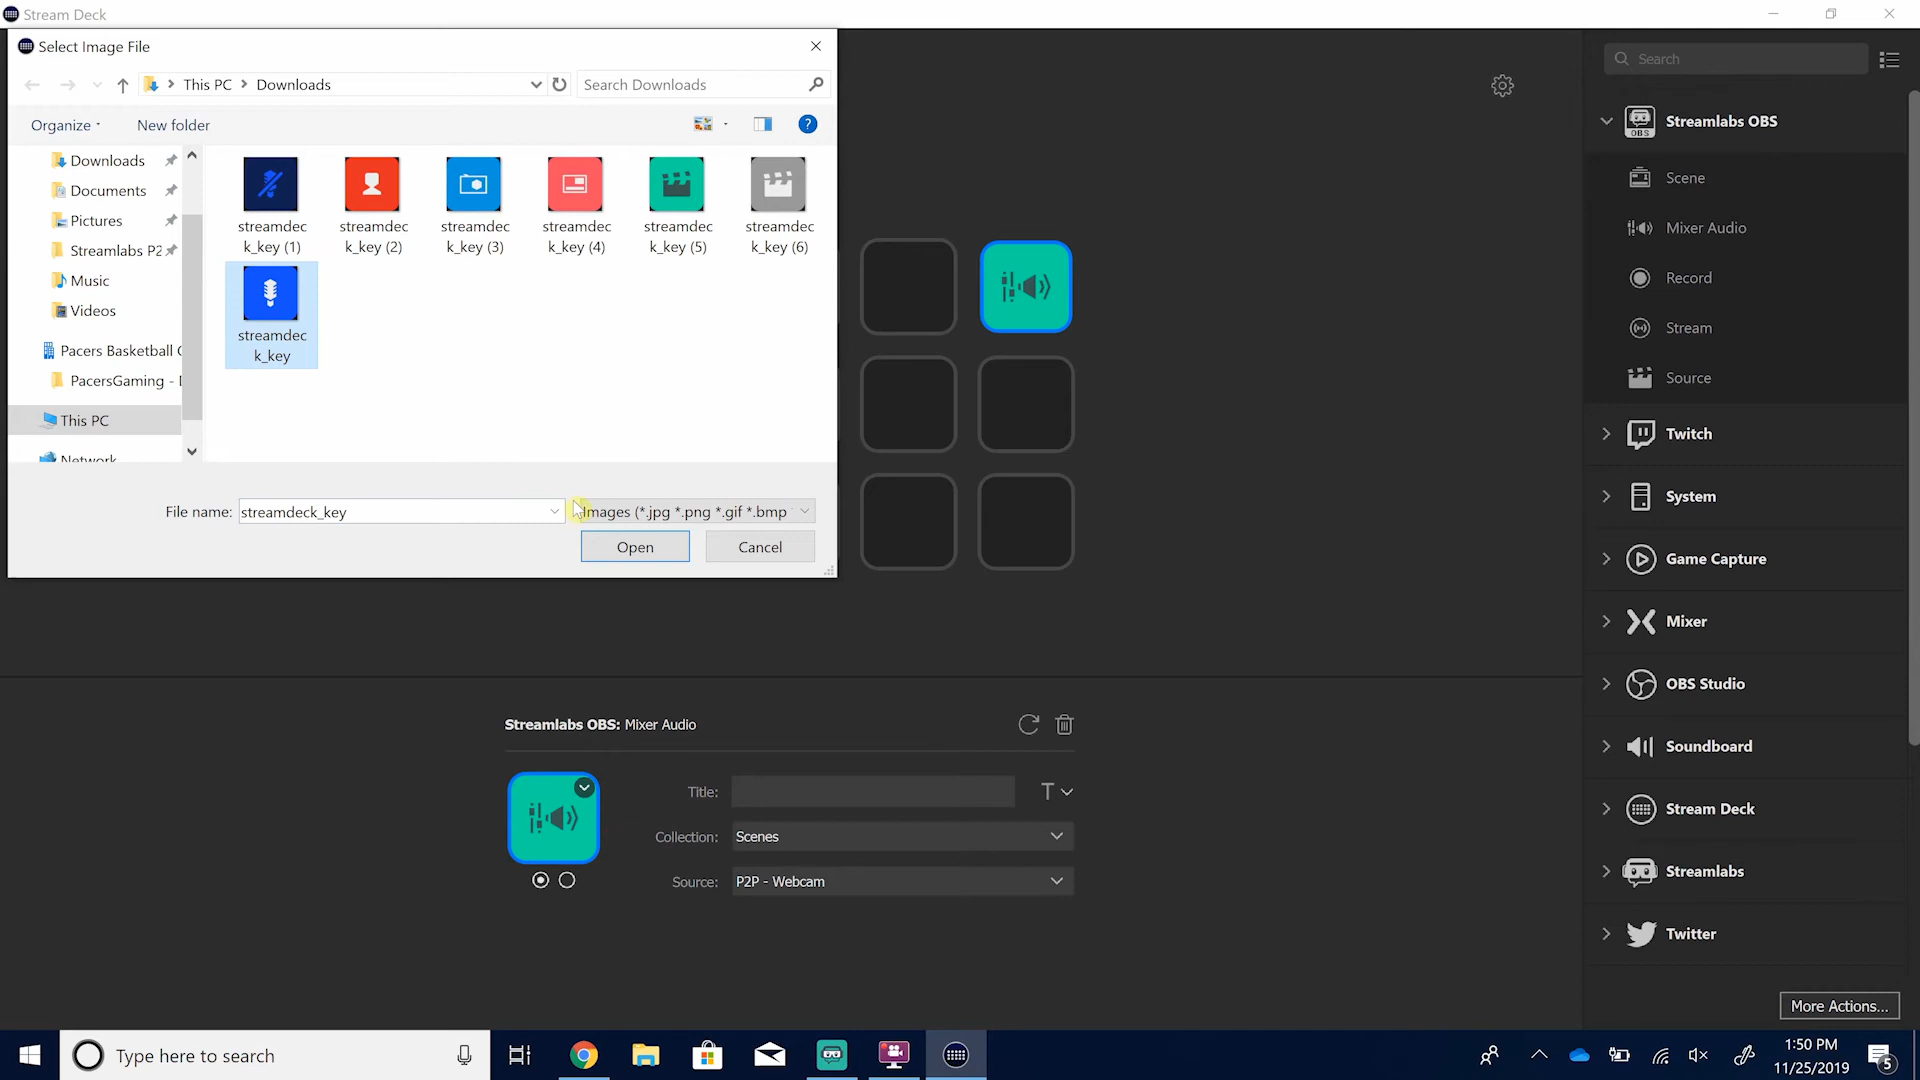 Stream Deck
Select Image File
This PC
Downloads
Search Downloads
Organize
New folder
?
Downloads
Documents
Pictures
Streamlabs P2
Music
Videos
Pacers Basketball
PacersGaming -
This PC
Network
streamdec
k_key (1)
streamdec
k_key (2)
streamdec
k_key (3)
streamdec
k_key (4)
streamdec
k_key (5)
streamdec
k_key (6)
streamdec
k_key
File name:
streamdeck_key
Images (*.jpg *.png *.gif *.bmp
Open
Cancel
Search
OBS
Streamlabs OBS
Scene
Mixer Audio
Record
Stream
Source
Twitch
System
Game Capture
Mixer
OBS Studio
Soundboard
Stream Deck
Streamlabs
Twitter
More Actions...
Streamlabs OBS: Mixer Audio
Title:
T
Collection:
Scenes
Source:
P2P - Webcam
Type here to search
1:50 PM
11/25/2019
5